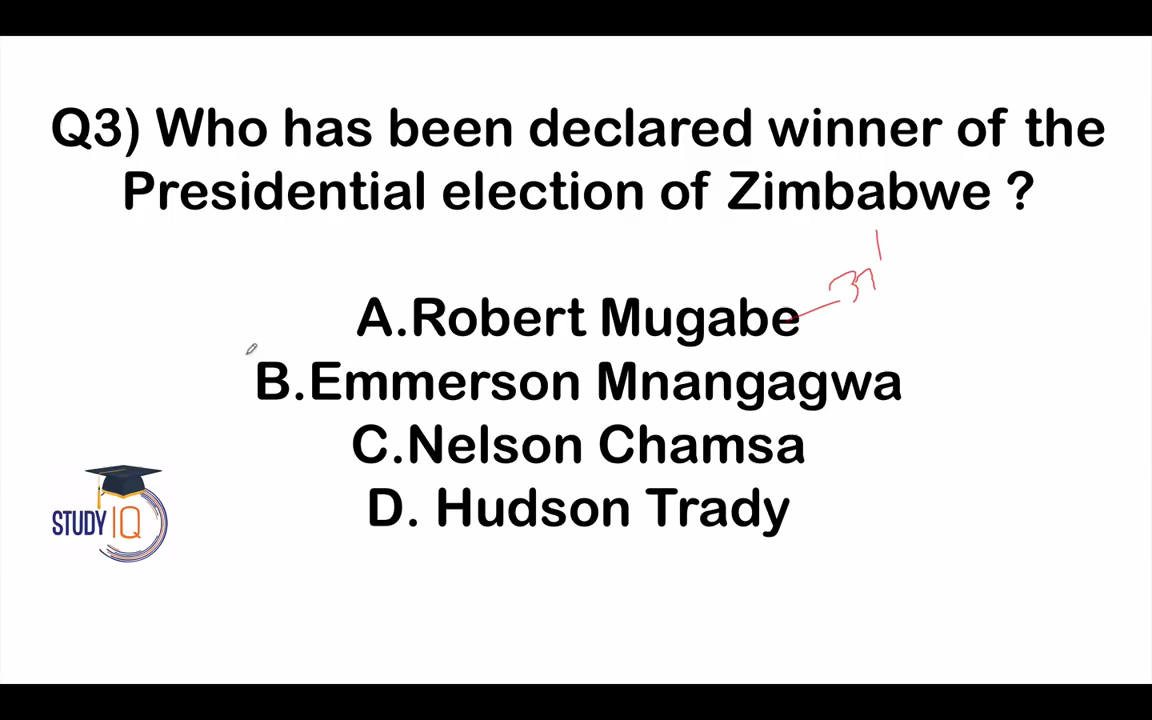 Q3) Who has been declared winner of the
Presidential election of Zimbabwe ?
A.Robert Mugabe
37
B.Emmerson Mnangagwa
C.Nelson Chamsa
D. Hudson Trady
STUDY IQ